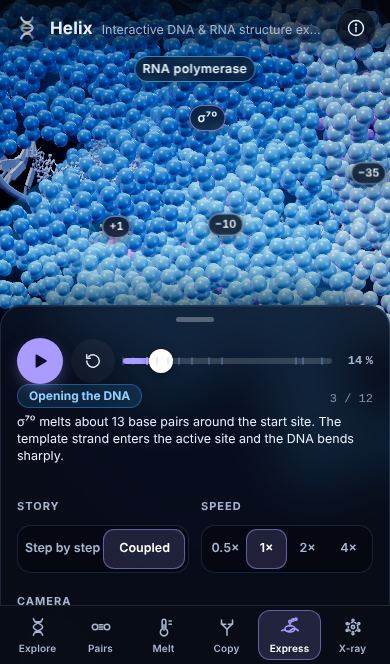 Helix Interactive DNA & RNA structure ex...
RNA polymerase
σ⁷⁰
−35
+1
−10
14 %
Opening the DNA
3 / 12
σ⁷⁰ melts about 13 base pairs around the start site. The
template strand enters the active site and the DNA bends
sharply.
STORY
SPEED
Step by step
Coupled
0.5×
1×
2×
4×
CAMERA
Explore
Pairs
Melt
Copy
Express
X-ray